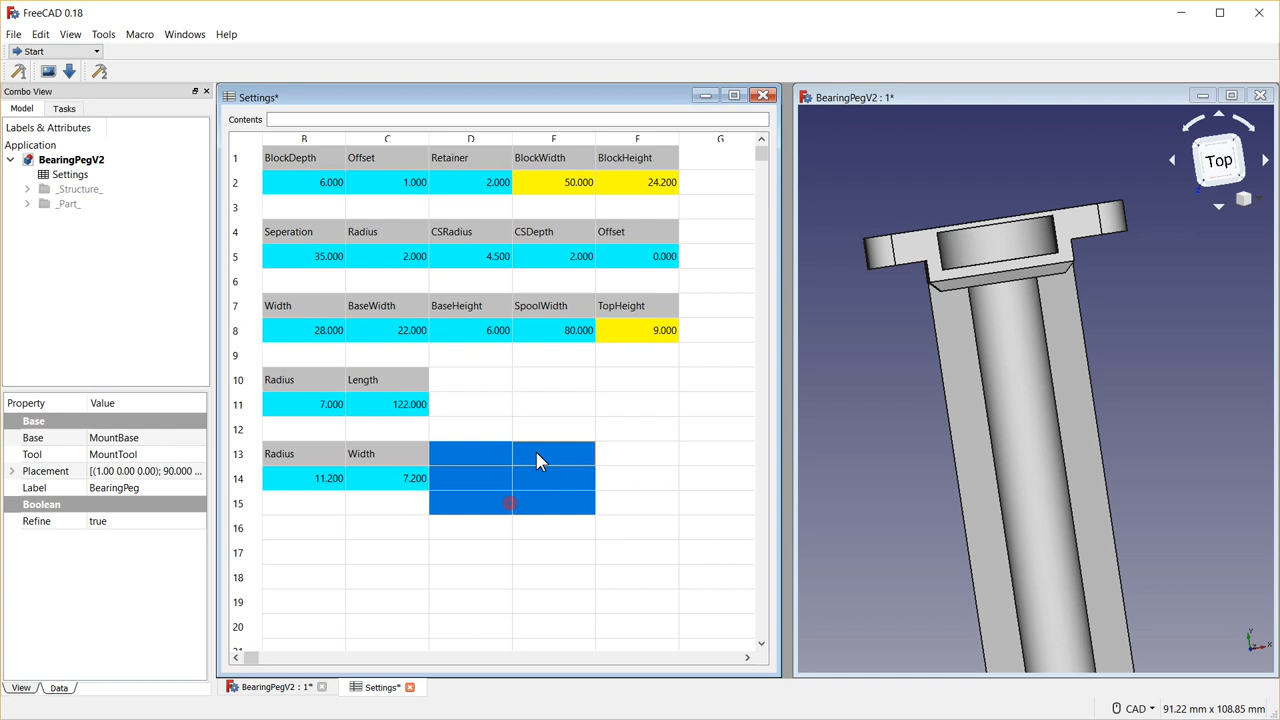 FreeCAD 0.18
File Edit View Tools Macro Windows Help
Start
Combo View
Model Tasks
Labels & Attributes
Application
BearingPegV2
Settings
_Structure_
_Part_
Property Value
Base
Base MountBase
Tool MountTool
Placement [(1.00 0.00 0.00); 90.000 ...
Label BearingPeg
Boolean
Refine true
View Data
Settings*
Contents
B C D E F G
1 BlockDepth Offset Retainer BlockWidth BlockHeight
2 6.000 1.000 2.000 50.000 24.200
3
4 Seperation Radius CSRadius CSDepth Offset
5 35.000 2.000 4.500 2.000 0.000
6
7 Width BaseWidth BaseHeight SpoolWidth TopHeight
8 28.000 22.000 6.000 80.000 9.000
9
10 Radius Length
11 7.000 122.000
12
13 Radius Width
14 11.200 7.200
15
16
17
18
19
20
21
BearingPegV2 : 1*
Top
Y
X
Z
BearingPegV2 : 1* Settings*
CAD 91.22 mm x 108.85 mm